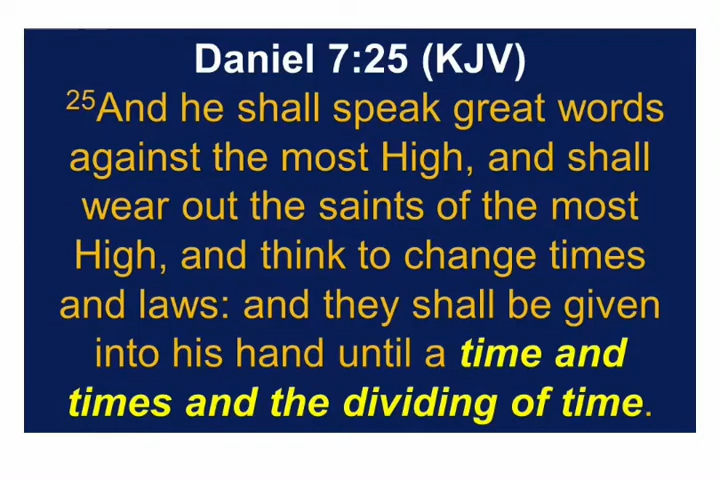 Daniel 7:25 (KJV)
25And he shall speak great words
against the most High, and shall
wear out the saints of the most
High, and think to change times
and laws: and they shall be given
into his hand until a time and
times and the dividing of time.